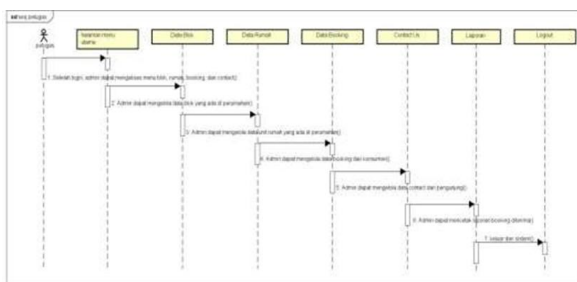 sd seq petugas
petugas
halaman menu
utama
Data Blok
Data Rumah
Data Booking
Contact Us
Laporan
Logout
1: Setelah login, admin dapat mengakses menu blok, rumah, booking, dan contact()
2: Admin dapat mengelola data blok yang ada di perumahan()
3: Admin dapat mengelola data unit rumah yang ada di perumahan()
4: Admin dapat mengelola data booking dari konsumen()
5: Admin dapat mengelola data contact dari pengunjung()
6: Admin dapat mencetak laporan booking diterima()
7: keluar dari sistem()